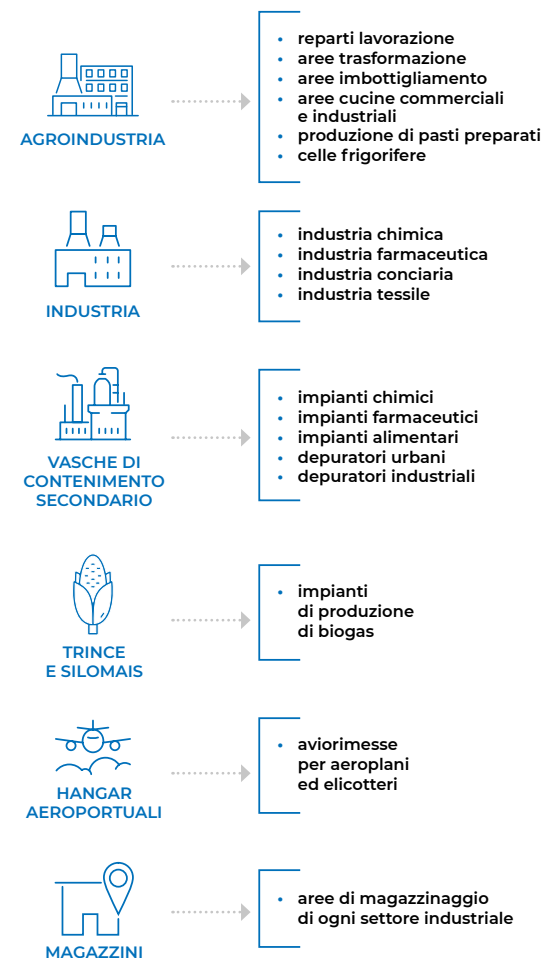 AGROINDUSTRIA
• reparti lavorazione
• aree trasformazione
• aree imbottigliamento
• aree cucine commerciali
e industriali
• produzione di pasti preparati
• celle frigorifere
INDUSTRIA
• industria chimica
• industria farmaceutica
• industria conciaria
• industria tessile
VASCHE DI
CONTENIMENTO
SECONDARIO
• impianti chimici
• impianti farmaceutici
• impianti alimentari
• depuratori urbani
• depuratori industriali
TRINCE
E SILOMAIS
• impianti
di produzione
di biogas
HANGAR
AEROPORTUALI
• aviorimesse
per aeroplani
ed elicotteri
MAGAZZINI
• aree di magazzinaggio
di ogni settore industriale